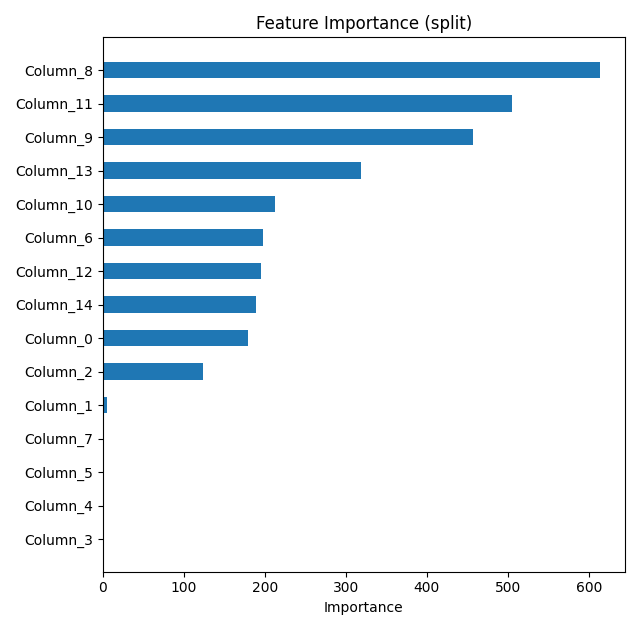 Feature Importance (split)
Column_8
Column_11
Column_9
Column_13
Column_10
Column_6
Column_12
Column_14
Column_0
Column_2
Column_1
Column_7
Column_5
Column_4
Column_3
0 100 200 300 400 500 600
Importance